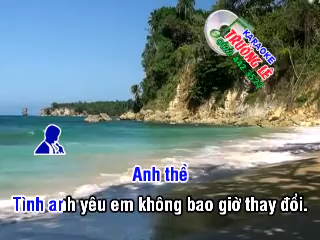 KARAOKE
TRƯỜNG LÊ
Anh thề
Tình anh yêu em không bao giờ thay đổi.